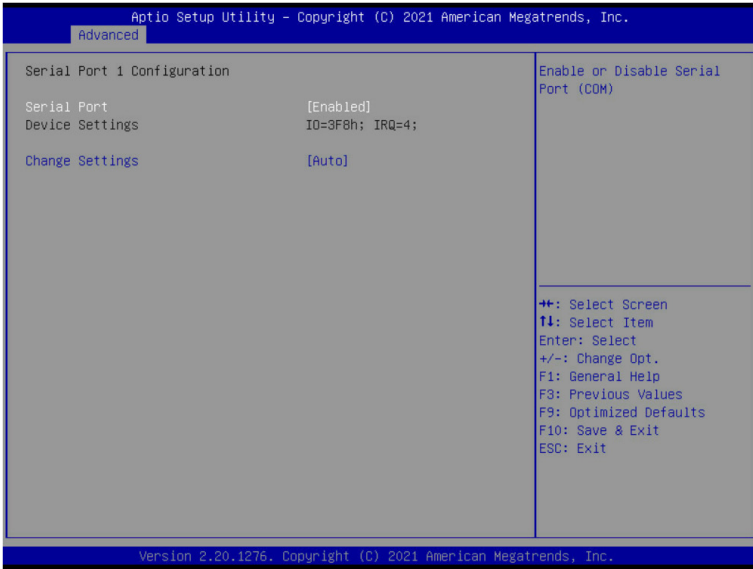 Aptio Setup Utility – Copyright (C) 2021 American Megatrends, Inc.
Advanced
Serial Port 1 Configuration
Serial Port [Enabled]
Device Settings IO=3F8h; IRQ=4;
Change Settings [Auto]
Enable or Disable Serial
Port (COM)
→←: Select Screen
↑↓: Select Item
Enter: Select
+/-: Change Opt.
F1: General Help
F3: Previous Values
F9: Optimized Defaults
F10: Save & Exit
ESC: Exit
Version 2.20.1276. Copyright (C) 2021 American Megatrends, Inc.